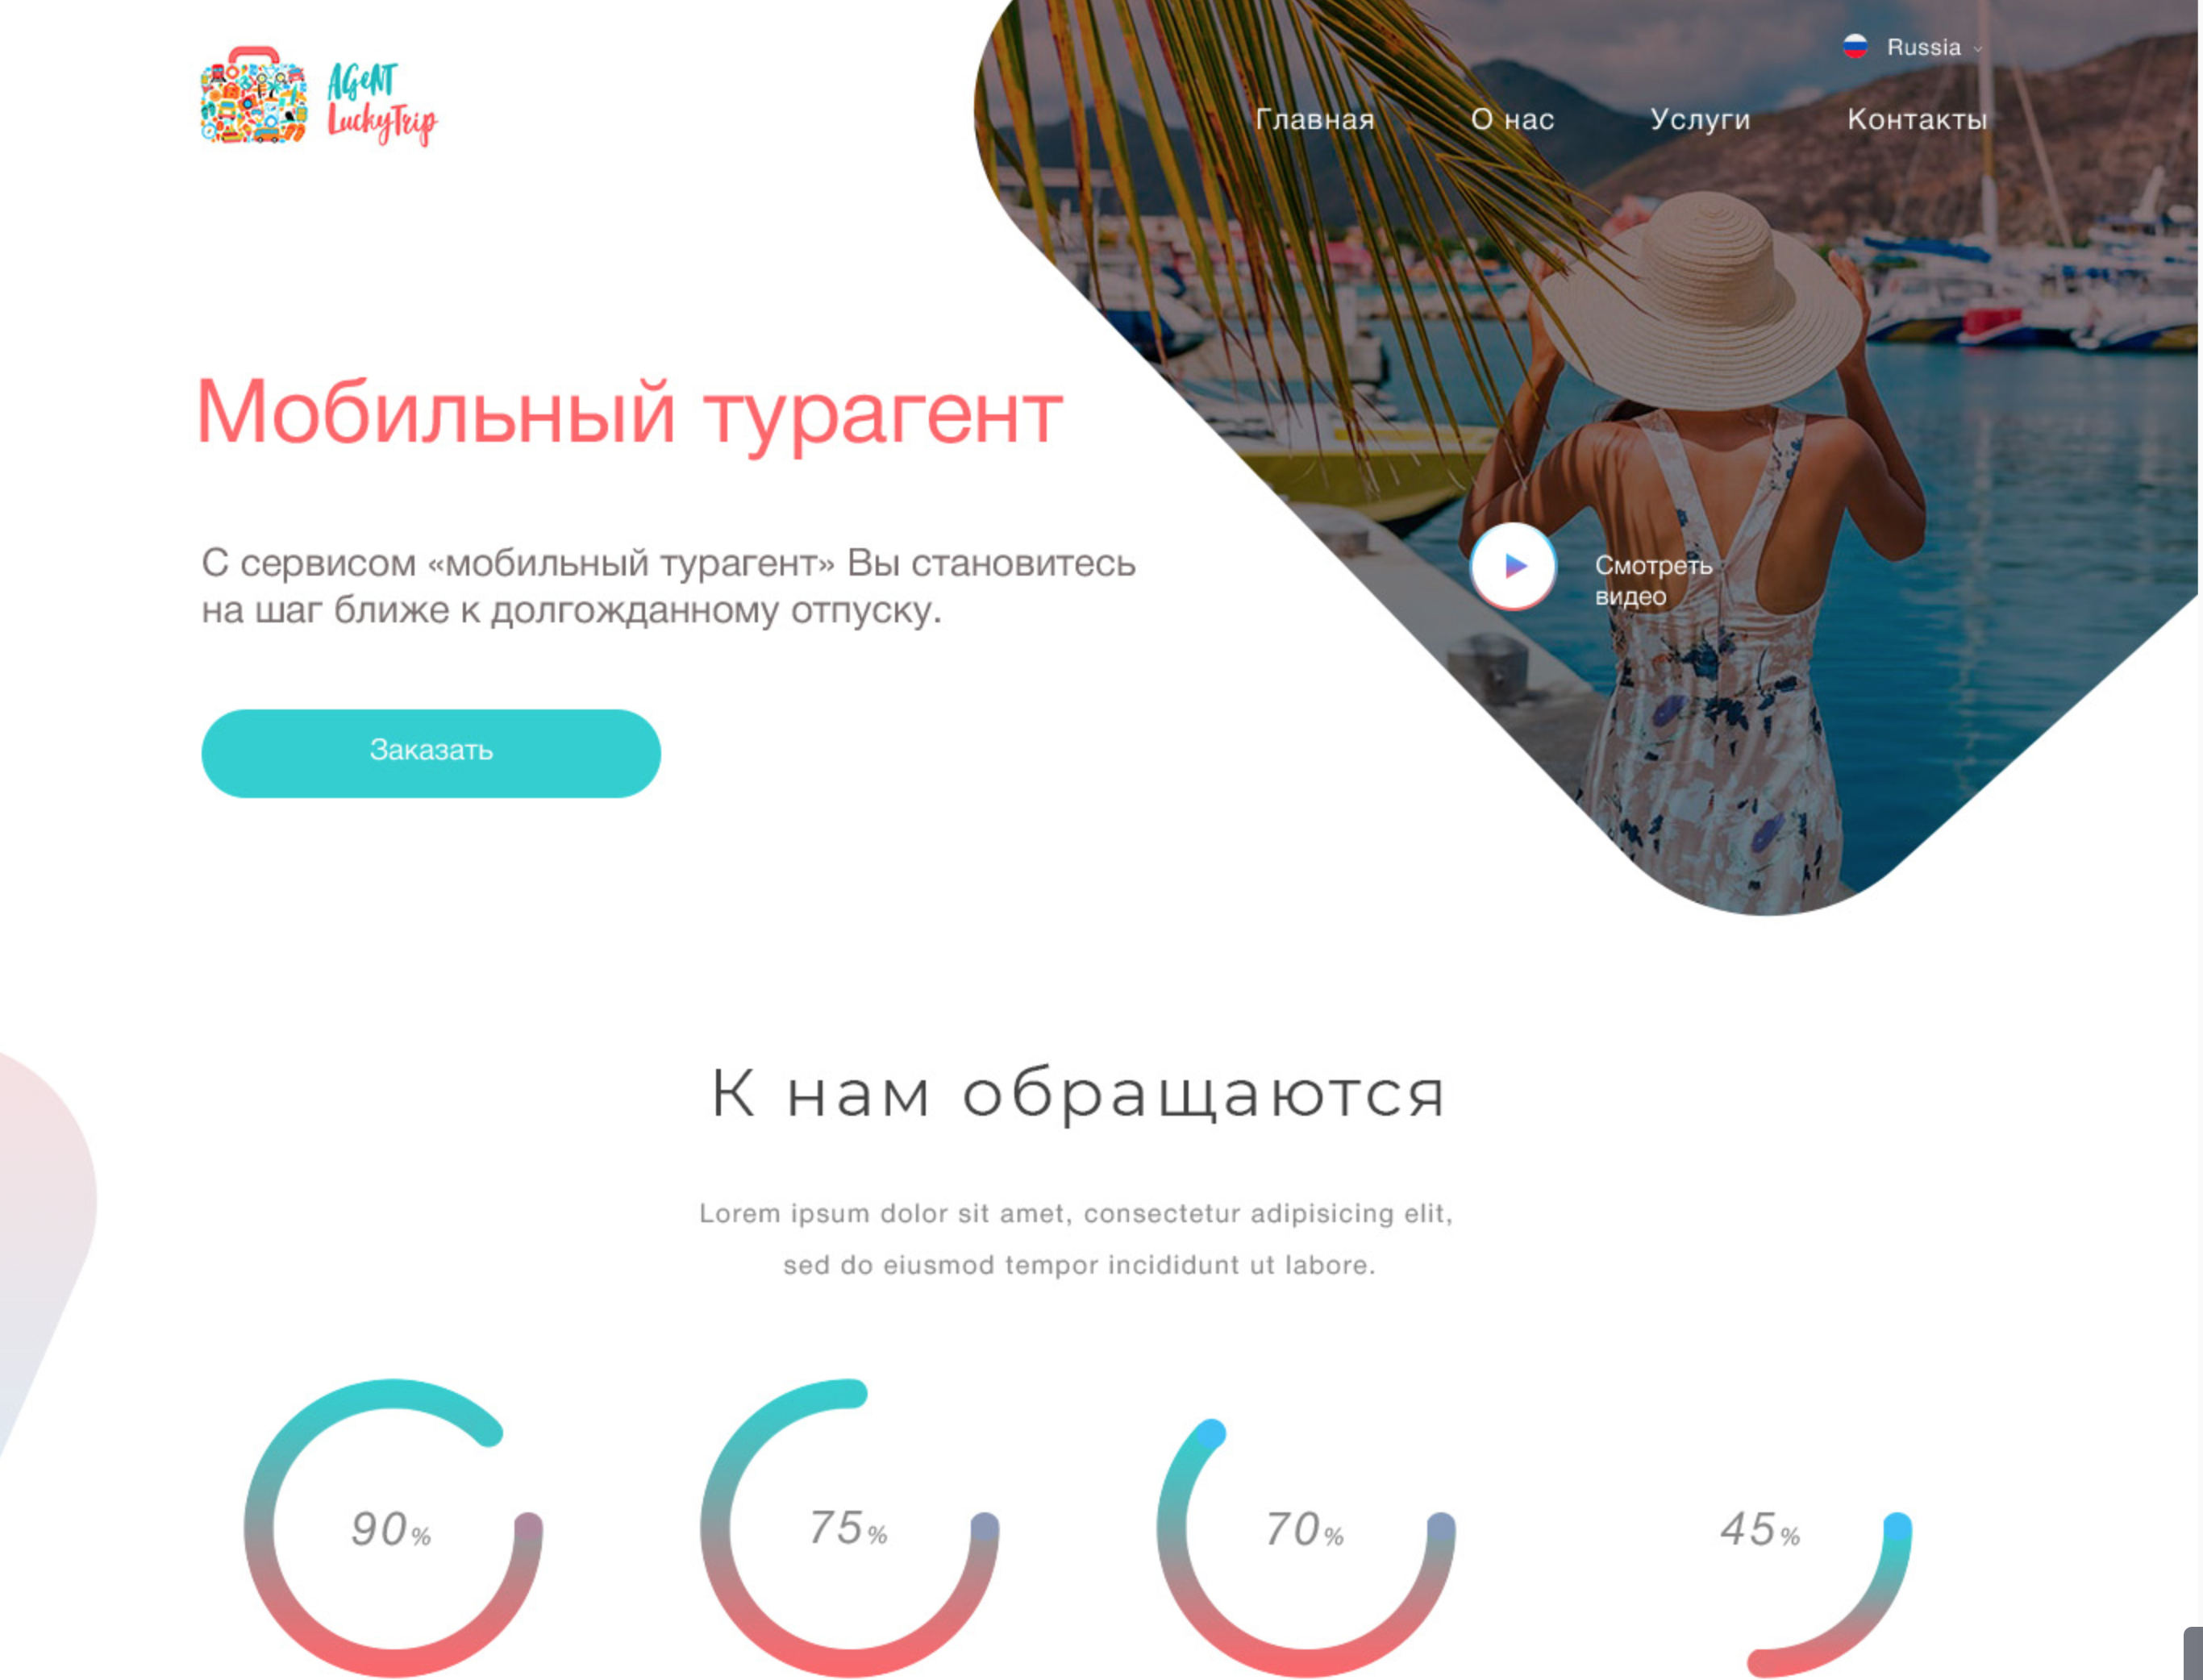 AGeNT
LuckyTrip
Russia
Главная
О нас
Услуги
Контакты
Мобильный турагент
С сервисом «мобильный турагент» Вы становитесь
на шаг ближе к долгожданному отпуску.
Смотреть
видео
Заказать
К нам обращаются
Lorem ipsum dolor sit amet, consectetur adipisicing elit,
sed do eiusmod tempor incididunt ut labore.
90%
75%
70%
45%